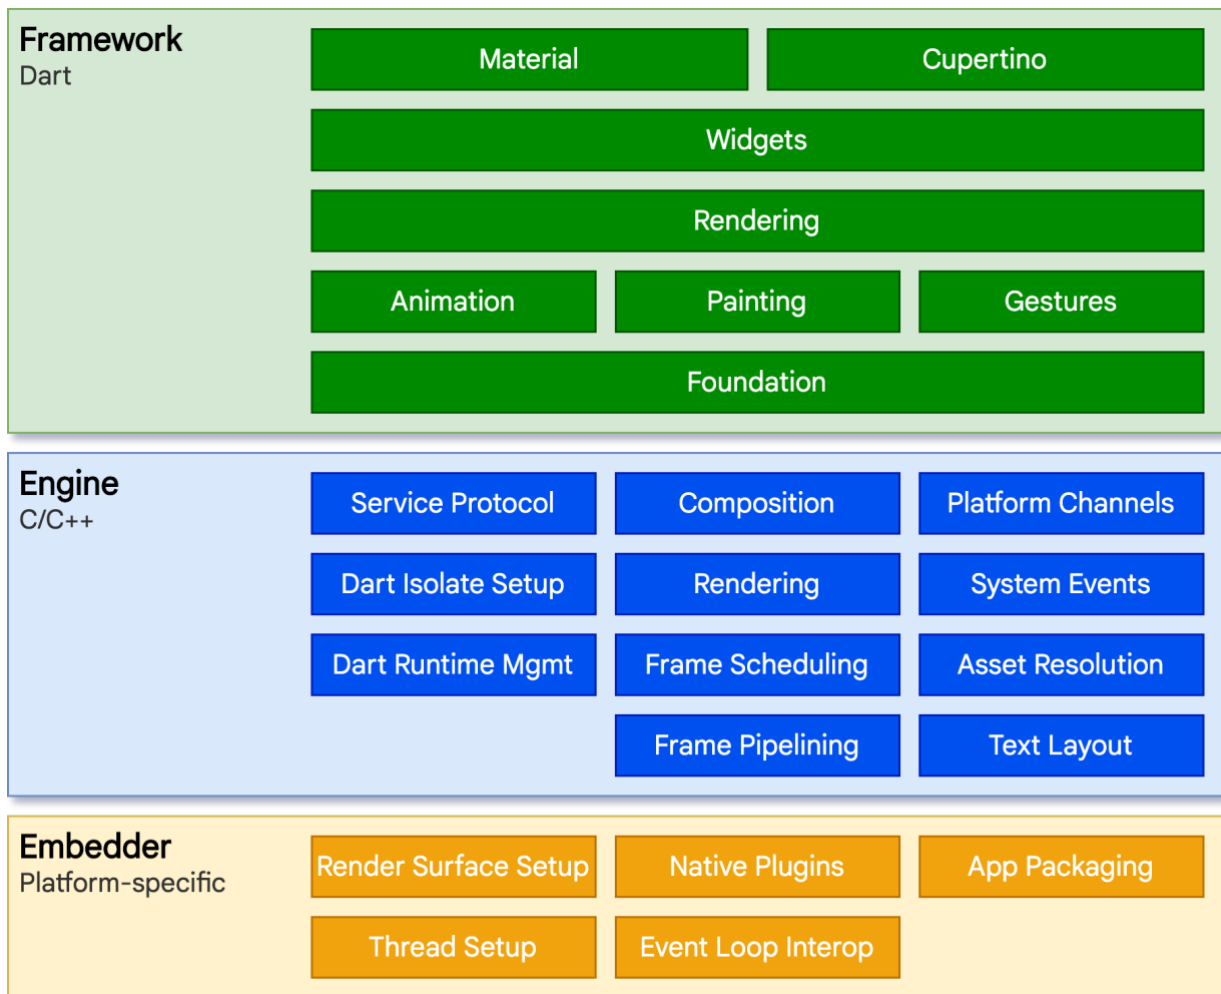 Framework
Dart
Material
Cupertino
Widgets
Rendering
Animation
Painting
Gestures
Foundation
Engine
C/C++
Service Protocol
Composition
Platform Channels
Dart Isolate Setup
Rendering
System Events
Dart Runtime Mgmt
Frame Scheduling
Asset Resolution
Frame Pipelining
Text Layout
Embedder
Platform-specific
Render Surface Setup
Native Plugins
App Packaging
Thread Setup
Event Loop Interop